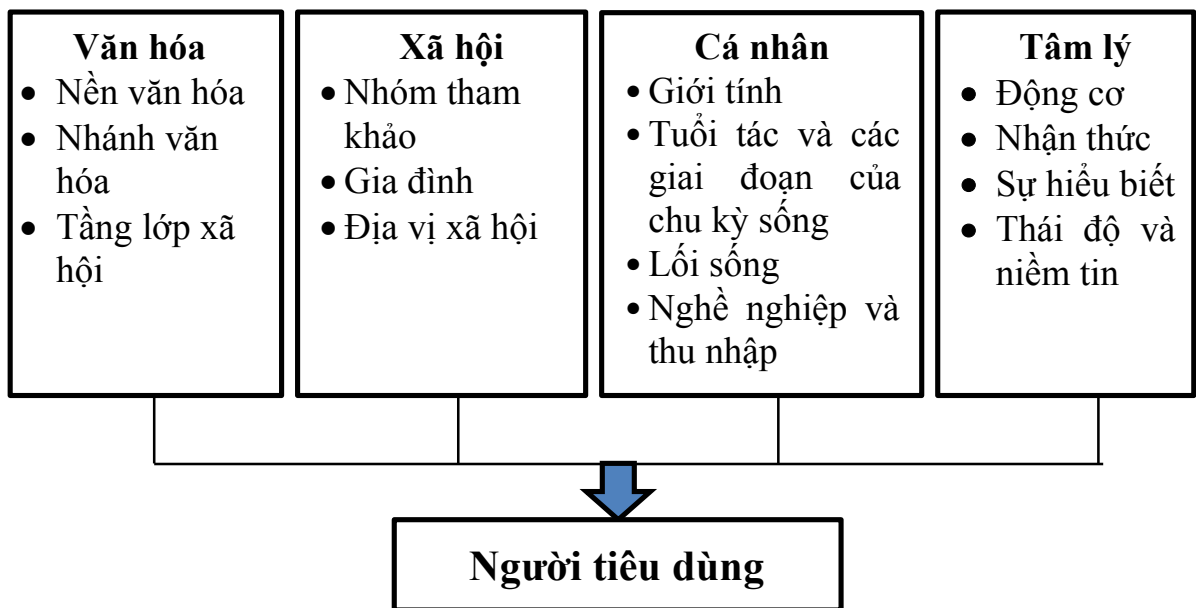 Văn hóa
• Nền văn hóa
• Nhánh văn
hóa
• Tầng lớp xã
hội
Xã hội
• Nhóm tham
khảo
• Gia đình
• Địa vị xã hội
Cá nhân
• Giới tính
• Tuổi tác và các
giai đoạn của
chu kỳ sống
• Lối sống
• Nghề nghiệp và
thu nhập
Tâm lý
• Động cơ
• Nhận thức
• Sự hiểu biết
• Thái độ và
niềm tin
Người tiêu dùng